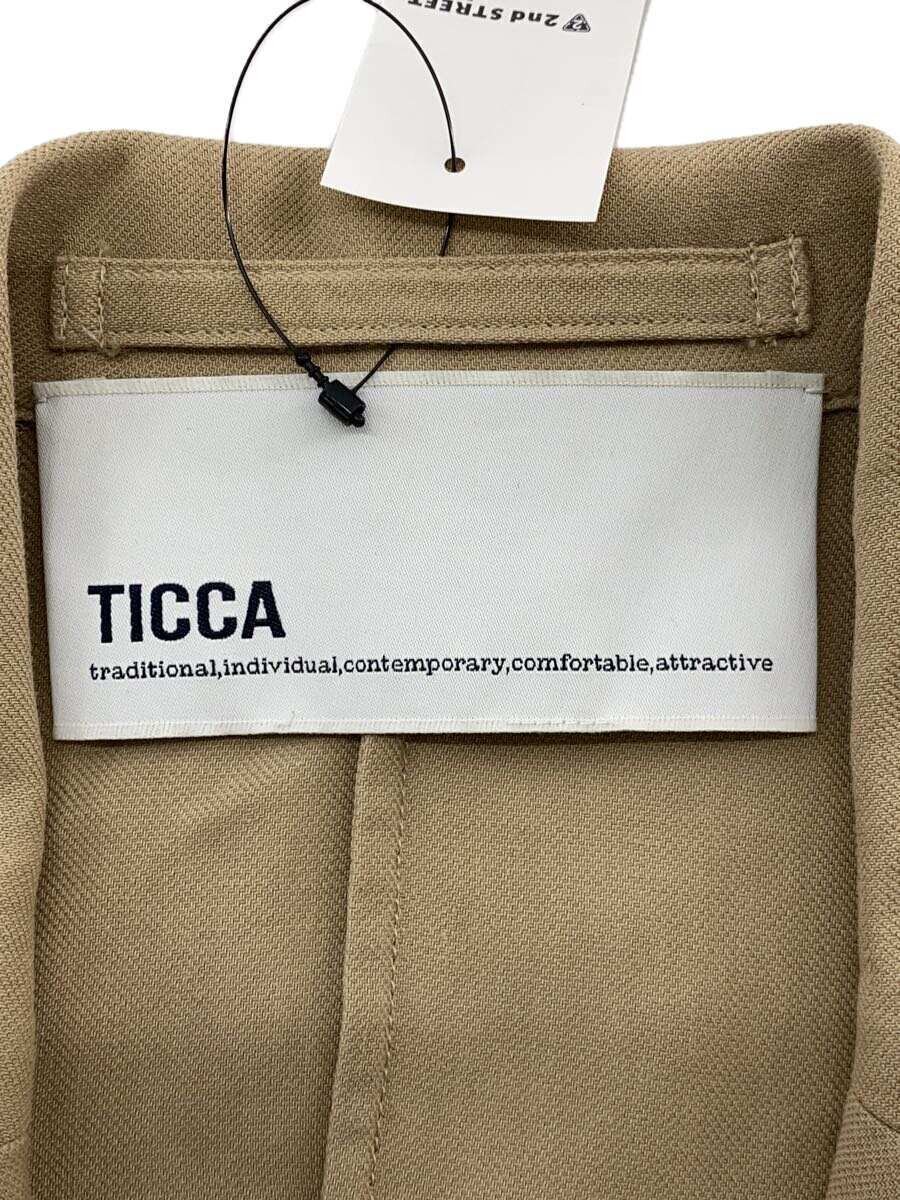 2nd STREET
TICCA
traditional,individual,contemporary,comfortable,attractive